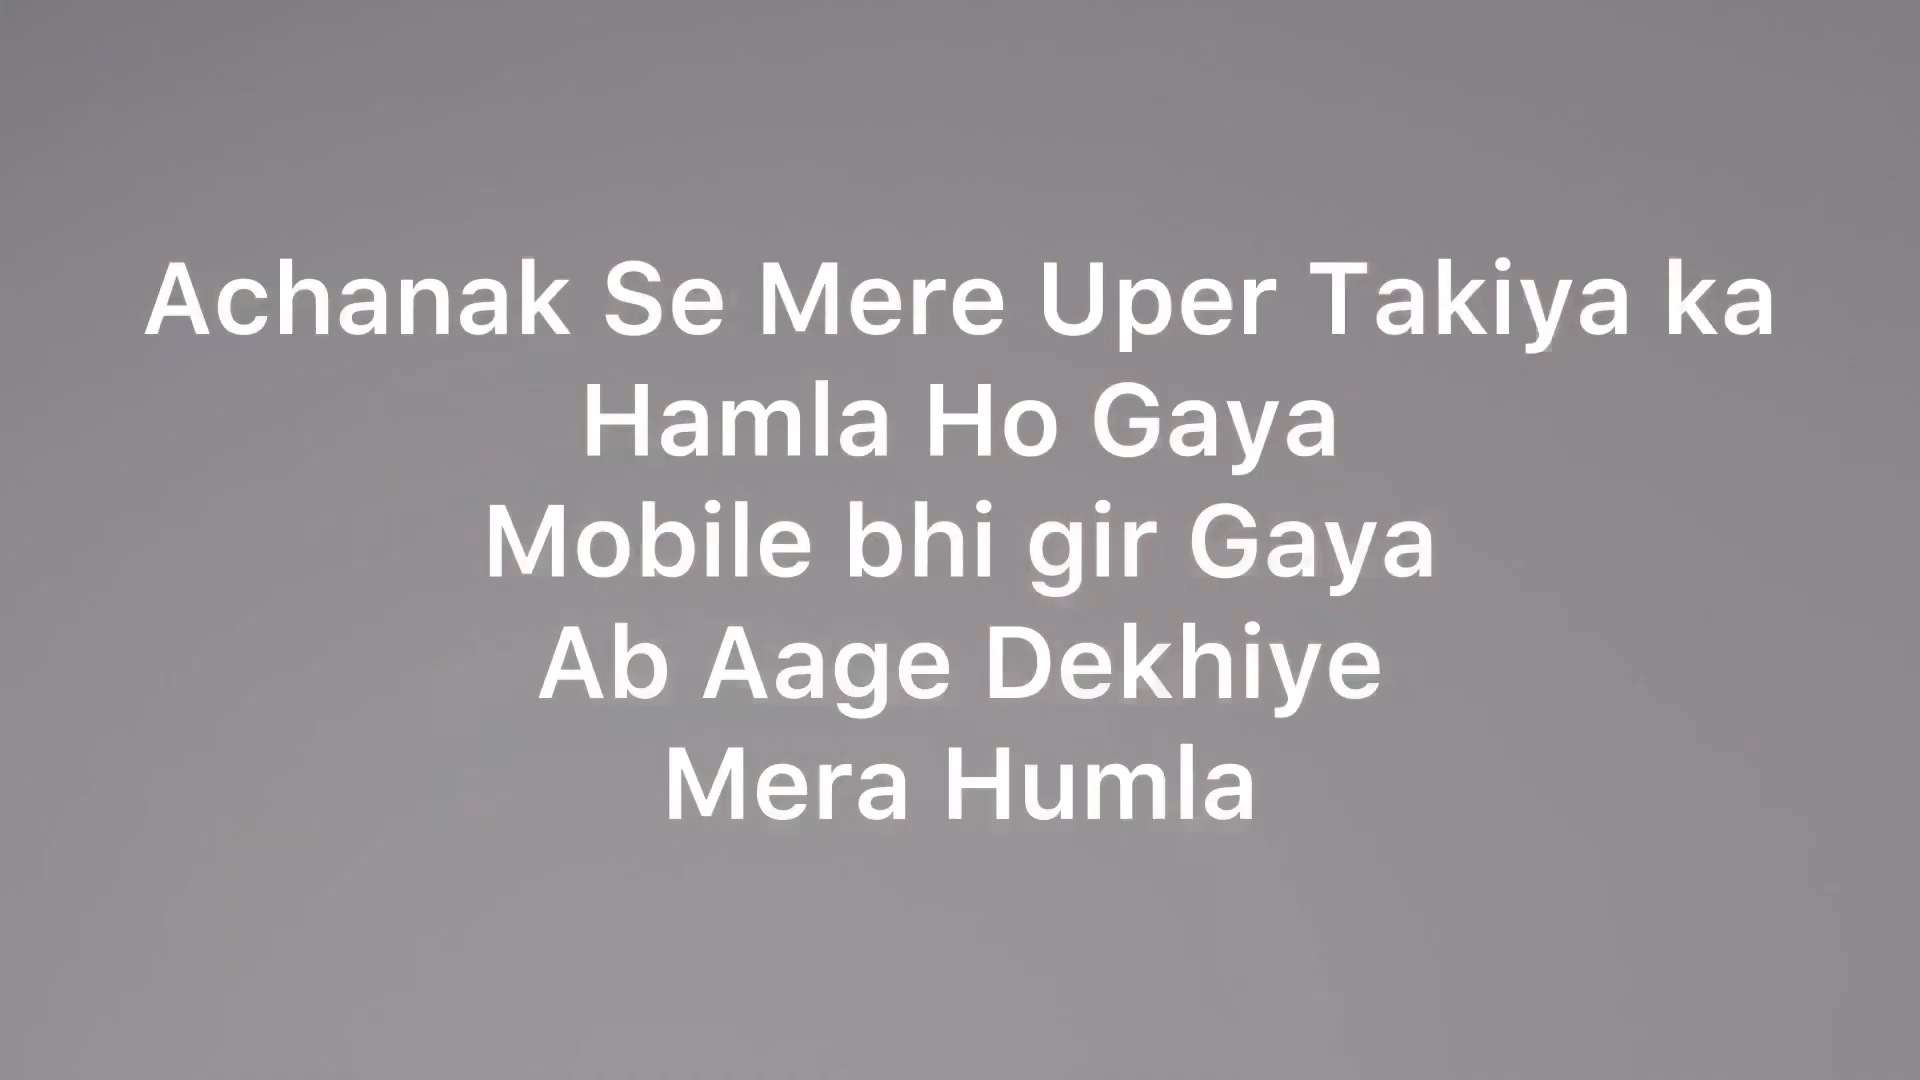 Achanak Se Mere Uper Takiya ka
Hamla Ho Gaya
Mobile bhi gir Gaya
Ab Aage Dekhiye
Mera Humla